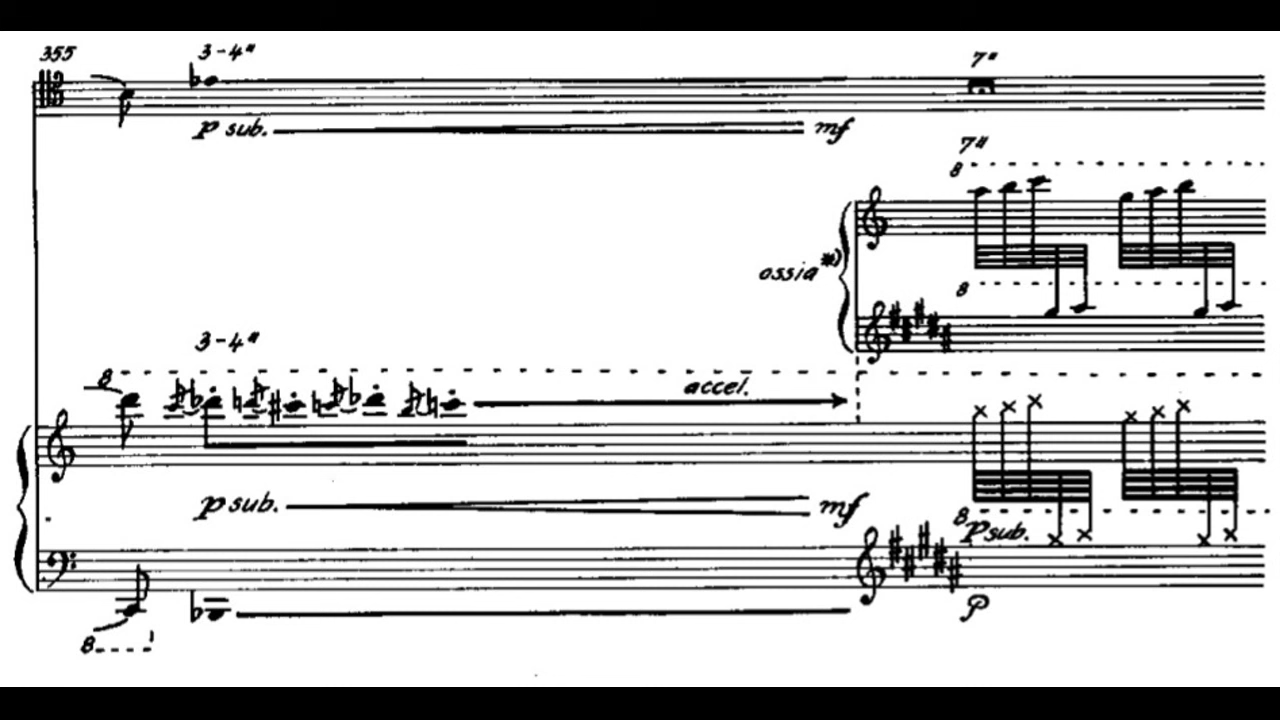 355
3-4"
7"
p sub.
mf
7"
8
ossia *)
8
3-4"
8
accel.
p sub.
mf
8
p sub.
p
8